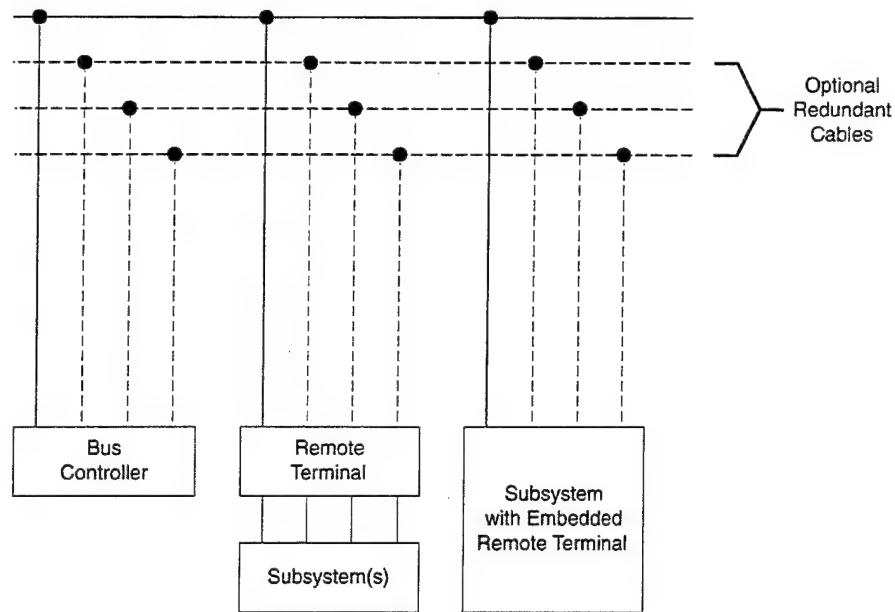 Optional
Redundant
Cables
Bus
Controller
Remote
Terminal
Subsystem
with Embedded
Remote Terminal
Subsystem(s)